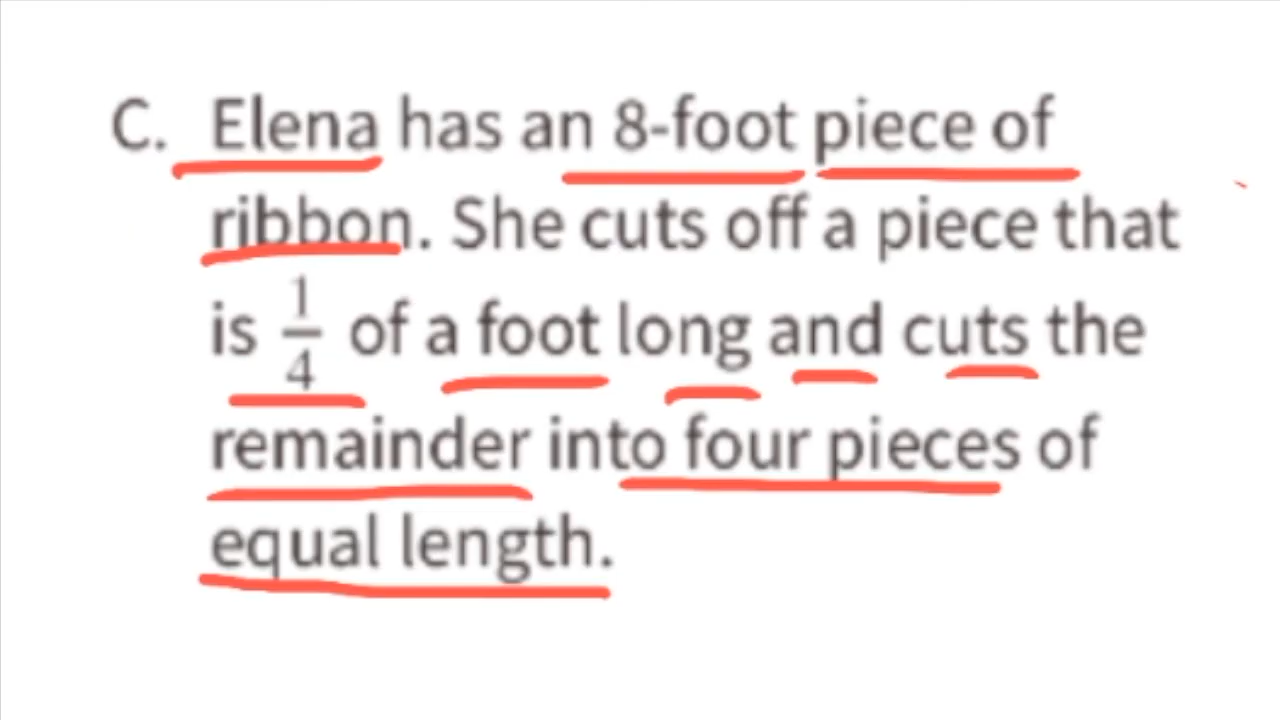 C. Elena has an 8-foot piece of
ribbon. She cuts off a piece that
is 1/4 of a foot long and cuts the
remainder into four pieces of
equal length.